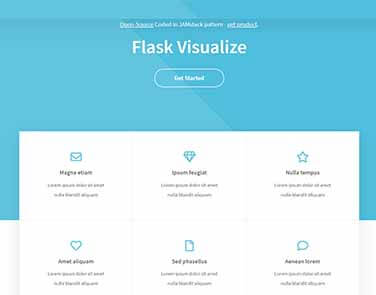 Open-Source Coded in JAMstack pattern - yet product.
Flask Visualize
Get Started
Magna etiam
Ipsum feugiat
Nulla tempus
Lorem ipsum dolor sit amet
Lorem ipsum dolor sit amet
Lorem ipsum dolor sit amet
nulla blandit aliquam
nulla blandit aliquam
nulla blandit aliquam
Amet aliquam
Sed phasellus
Aenean lorem
Lorem ipsum dolor sit amet
Lorem ipsum dolor sit amet
Lorem ipsum dolor sit amet
nulla blandit aliquam
nulla blandit aliquam
nulla blandit aliquam